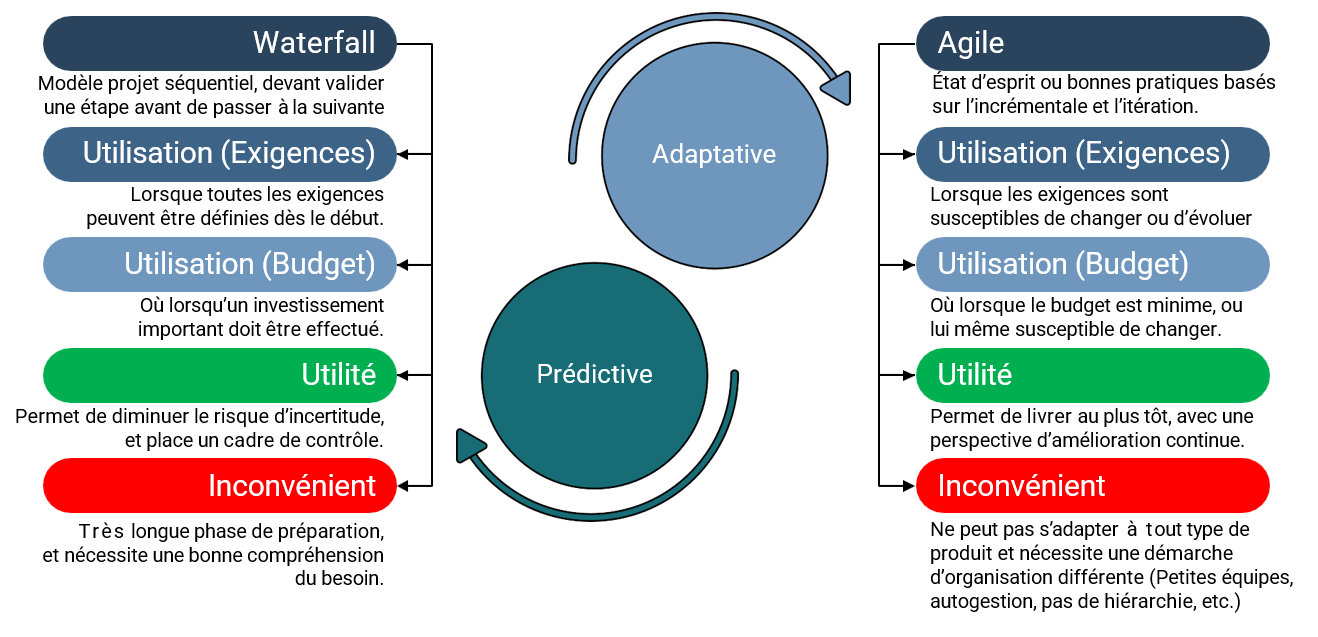 Waterfall
Modèle projet séquentiel, devant valider
une étape avant de passer à la suivante
Utilisation (Exigences)
Lorsque toutes les exigences
peuvent être définies dès le début.
Utilisation (Budget)
Où lorsqu’un investissement
important doit être effectué.
Utilité
Permet de diminuer le risque d’incertitude,
et place un cadre de contrôle.
Inconvénient
Très longue phase de préparation,
et nécessite une bonne compréhension
du besoin.
Adaptative
Prédictive
Agile
État d’esprit ou bonnes pratiques basés
sur l’incrémentale et l’itération.
Utilisation (Exigences)
Lorsque les exigences sont
susceptibles de changer ou d’évoluer
Utilisation (Budget)
Où lorsque le budget est minime, ou
lui même susceptible de changer.
Utilité
Permet de livrer au plus tôt, avec une
perspective d’amélioration continue.
Inconvénient
Ne peut pas s’adapter à tout type de
produit et nécessite une démarche
d’organisation différente (Petites équipes,
autogestion, pas de hiérarchie, etc.)